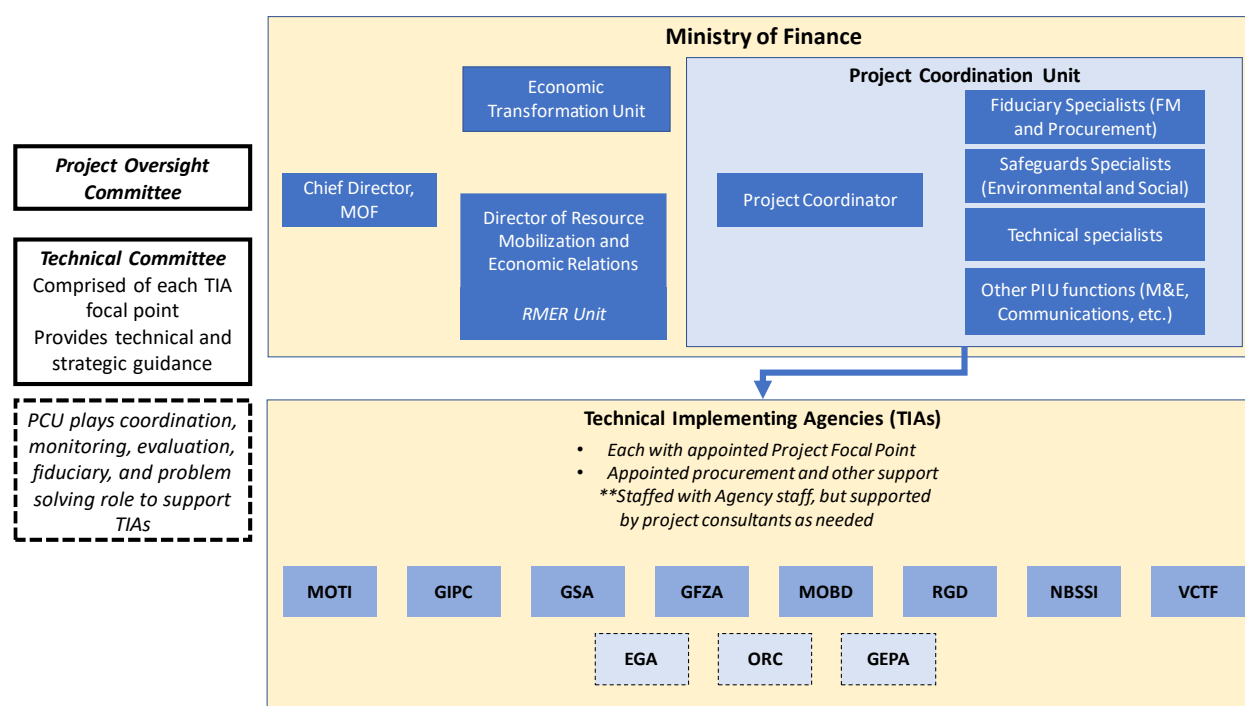 Ministry of Finance
Economic
Transformation Unit
Chief Director,
MOF
Director of Resource
Mobilization and
Economic Relations
RMER Unit
Project Coordination Unit
Project Coordinator
Fiduciary Specialists (FM
and Procurement)
Safeguards Specialists
(Environmental and Social)
Technical specialists
Other PIU functions (M&E,
Communications, etc.)
Project Oversight
Committee
Technical Committee
Comprised of each TIA
focal point
Provides technical and
strategic guidance
PCU plays coordination,
monitoring, evaluation,
fiduciary, and problem
solving role to support
TIAs
Technical Implementing Agencies (TIAs)
• Each with appointed Project Focal Point
• Appointed procurement and other support
**Staffed with Agency staff, but supported
by project consultants as needed
MOTI
GIPC
GSA
GFZA
MOBD
RGD
NBSSI
VCTF
EGA
ORC
GEPA